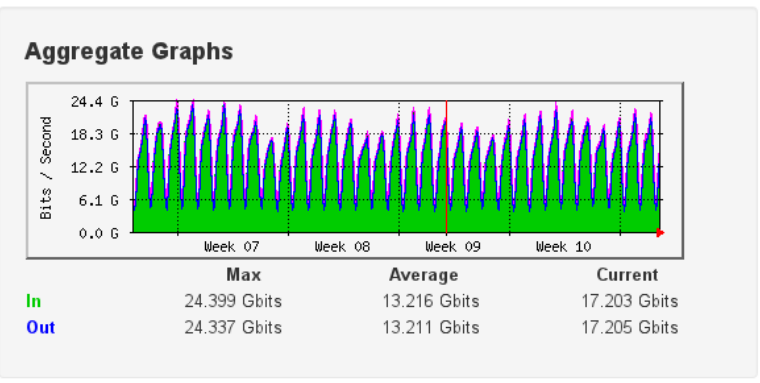 Aggregate Graphs
Bits / Second
24.4 G
18.3 G
12.2 G
6.1 G
0.0 G
Week 07 Week 08 Week 09 Week 10
Max Average Current
In 24.399 Gbits 13.216 Gbits 17.203 Gbits
Out 24.337 Gbits 13.211 Gbits 17.205 Gbits